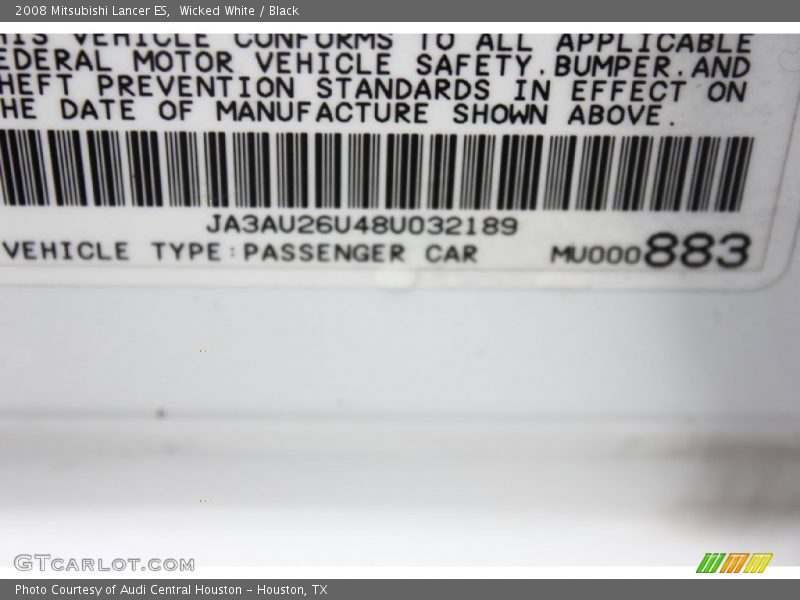 2008 Mitsubishi Lancer ES,  Wicked White / Black
HIS VEHICLE CONFORMS TO ALL APPLICABLE
EDERAL MOTOR VEHICLE SAFETY.BUMPER.AND
HEFT PREVENTION STANDARDS IN EFFECT ON
HE DATE OF MANUFACTURE SHOWN ABOVE.
JA3AU26U48U032189
VEHICLE TYPE:PASSENGER CAR MU000883
GTCARLOT.COM
Photo Courtesy of Audi Central Houston - Houston, TX